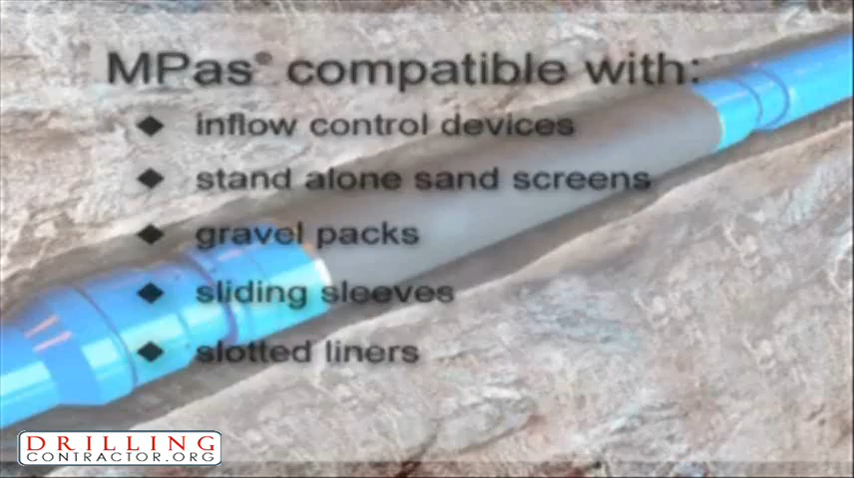 MPas® compatible with:
◆ inflow control devices
◆ stand alone sand screens
◆ gravel packs
◆ sliding sleeves
◆ slotted liners
DRILLING
CONTRACTOR.ORG